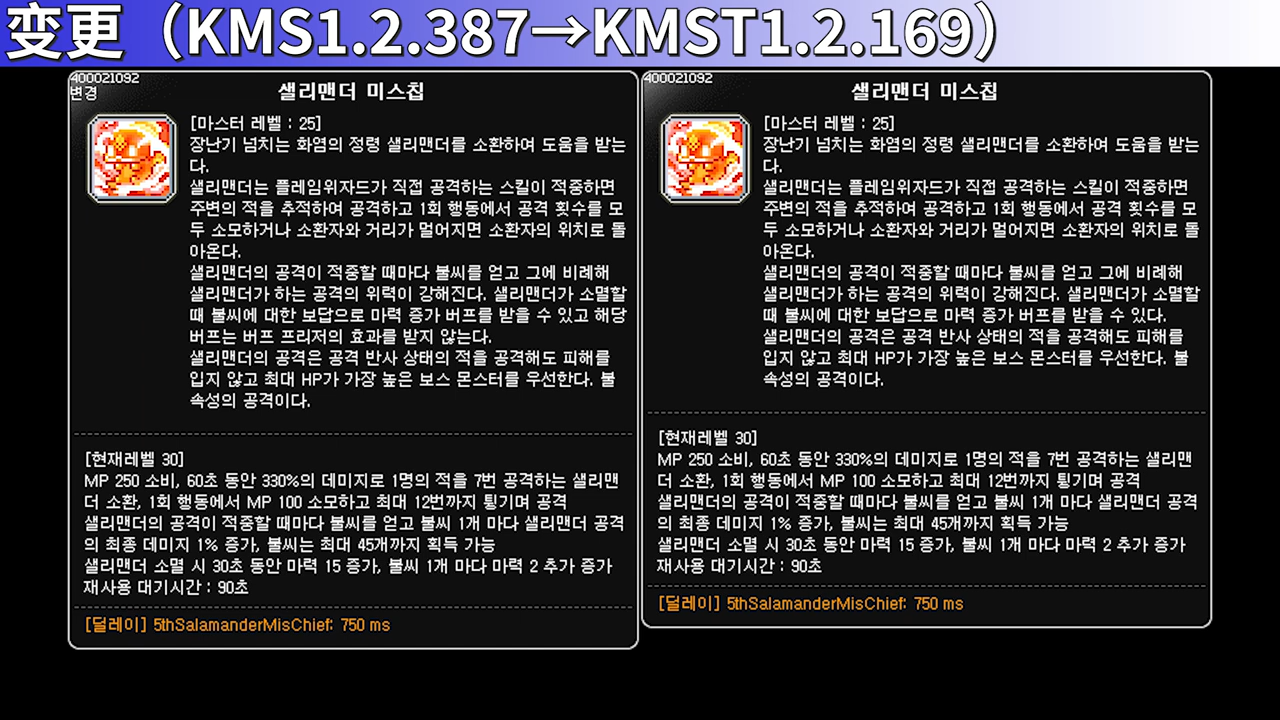 变更（KMS1.2.387→KMST1.2.169）
400021092
변경
샐리맨더 미스칩
[마스터 레벨 : 25]
장난기 넘치는 화염의 정령 샐리맨더를 소환하여 도움을 받는
다.
샐리맨더는 플레임위자드가 직접 공격하는 스킬이 적중하면
주변의 적을 추적하여 공격하고 1회 행동에서 공격 횟수를 모
두 소모하거나 소환자와 거리가 멀어지면 소환자의 위치로 돌
아온다.
샐리맨더의 공격이 적중할 때마다 불씨를 얻고 그에 비례해
샐리맨더가 하는 공격의 위력이 강해진다. 샐리맨더가 소멸할
때 불씨에 대한 보답으로 마력 증가 버프를 받을 수 있고 해당
버프는 버프 프리저의 효과를 받지 않는다.
샐리맨더의 공격은 공격 반사 상태의 적을 공격해도 피해를
입지 않고 최대 HP가 가장 높은 보스 몬스터를 우선한다. 불
속성의 공격이다.
[현재레벨 30]
MP 250 소비, 60초 동안 330%의 데미지로 1명의 적을 7번 공격하는 샐리맨
더 소환, 1회 행동에서 MP 100 소모하고 최대 12번까지 튕기며 공격
샐리맨더의 공격이 적중할 때마다 불씨를 얻고 불씨 1개 마다 샐리맨더 공격
의 최종 데미지 1% 증가, 불씨는 최대 45개까지 획득 가능
샐리맨더 소멸 시 30초 동안 마력 15 증가, 불씨 1개 마다 마력 2 추가 증가
재사용 대기시간 : 90초
[딜레이] 5thSalamanderMisChief: 750 ms
400021092
샐리맨더 미스칩
[마스터 레벨 : 25]
장난기 넘치는 화염의 정령 샐리맨더를 소환하여 도움을 받는
다.
샐리맨더는 플레임위자드가 직접 공격하는 스킬이 적중하면
주변의 적을 추적하여 공격하고 1회 행동에서 공격 횟수를 모
두 소모하거나 소환자와 거리가 멀어지면 소환자의 위치로 돌
아온다.
샐리맨더의 공격이 적중할 때마다 불씨를 얻고 그에 비례해
샐리맨더가 하는 공격의 위력이 강해진다. 샐리맨더가 소멸할
때 불씨에 대한 보답으로 마력 증가 버프를 받을 수 있다.
샐리맨더의 공격은 공격 반사 상태의 적을 공격해도 피해를
입지 않고 최대 HP가 가장 높은 보스 몬스터를 우선한다. 불
속성의 공격이다.
[현재레벨 30]
MP 250 소비, 60초 동안 330%의 데미지로 1명의 적을 7번 공격하는 샐리맨
더 소환, 1회 행동에서 MP 100 소모하고 최대 12번까지 튕기며 공격
샐리맨더의 공격이 적중할 때마다 불씨를 얻고 불씨 1개 마다 샐리맨더 공격
의 최종 데미지 1% 증가, 불씨는 최대 45개까지 획득 가능
샐리맨더 소멸 시 30초 동안 마력 15 증가, 불씨 1개 마다 마력 2 추가 증가
재사용 대기시간 : 90초
[딜레이] 5thSalamanderMisChief: 750 ms